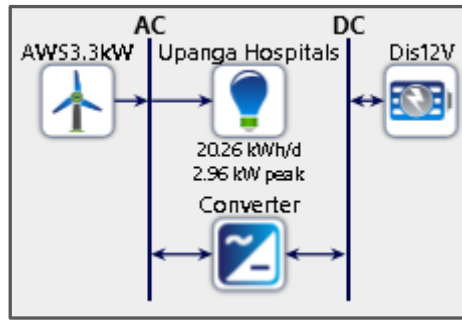 AC DC
AWS3.3kW Upanga Hospitals Dis12V
20.26 kWh/d
2.96 kW peak
Converter